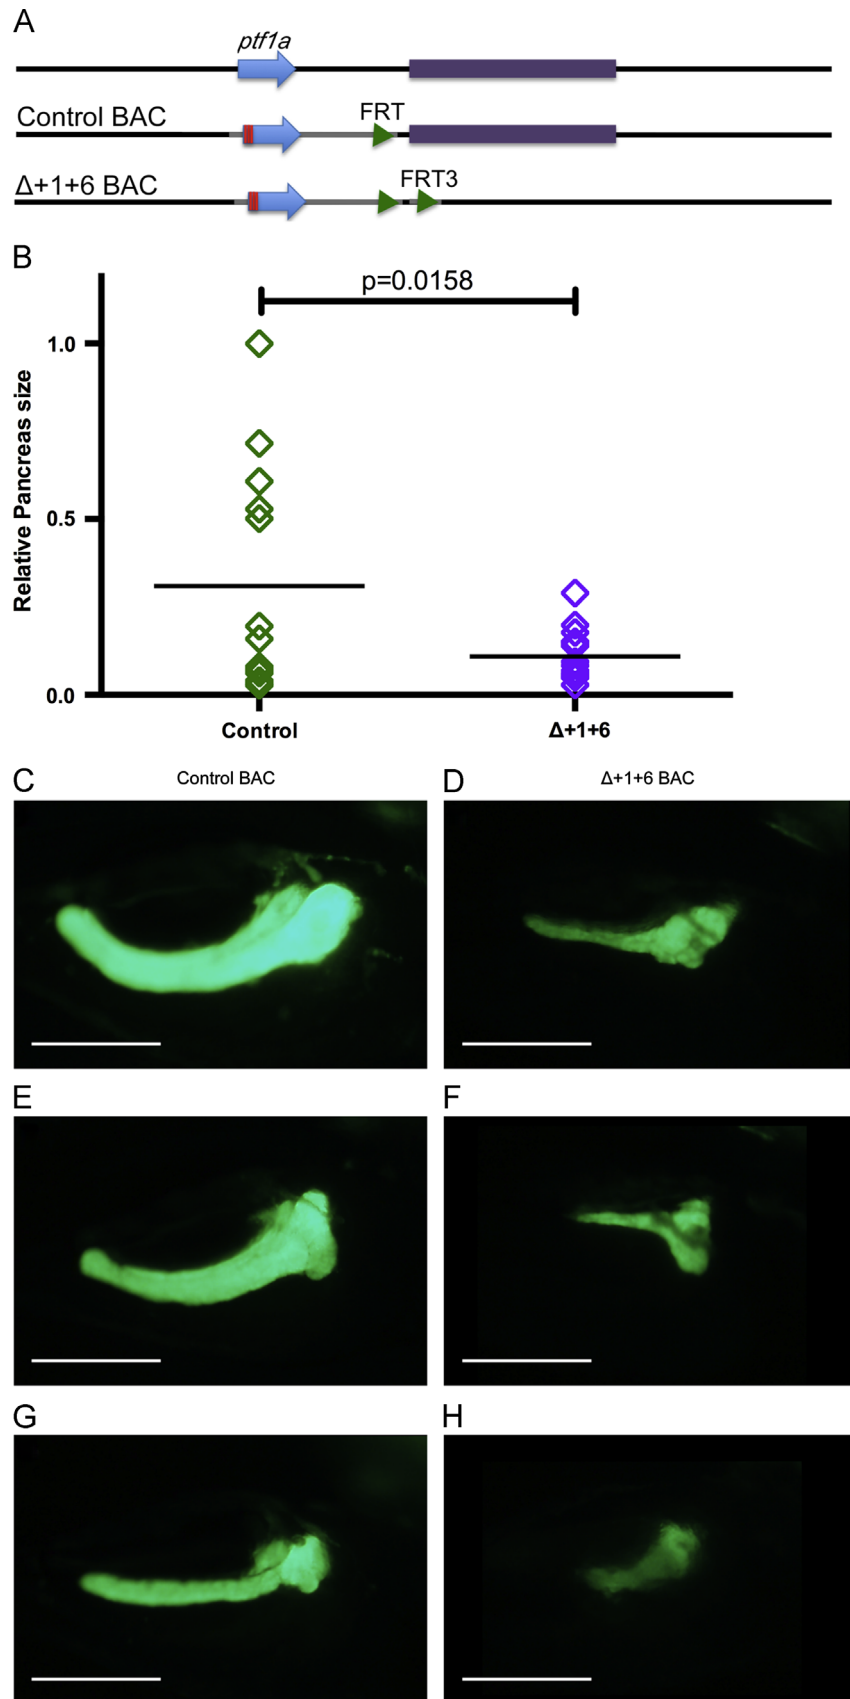 A
ptf1a
Control BAC
FRT
Δ+1+6 BAC
FRT3
B
p=0.0158
1.0
0.5
0.0
Relative Pancreas size
Control
Δ+1+6
C
Control BAC
D
Δ+1+6 BAC
E
F
G
H